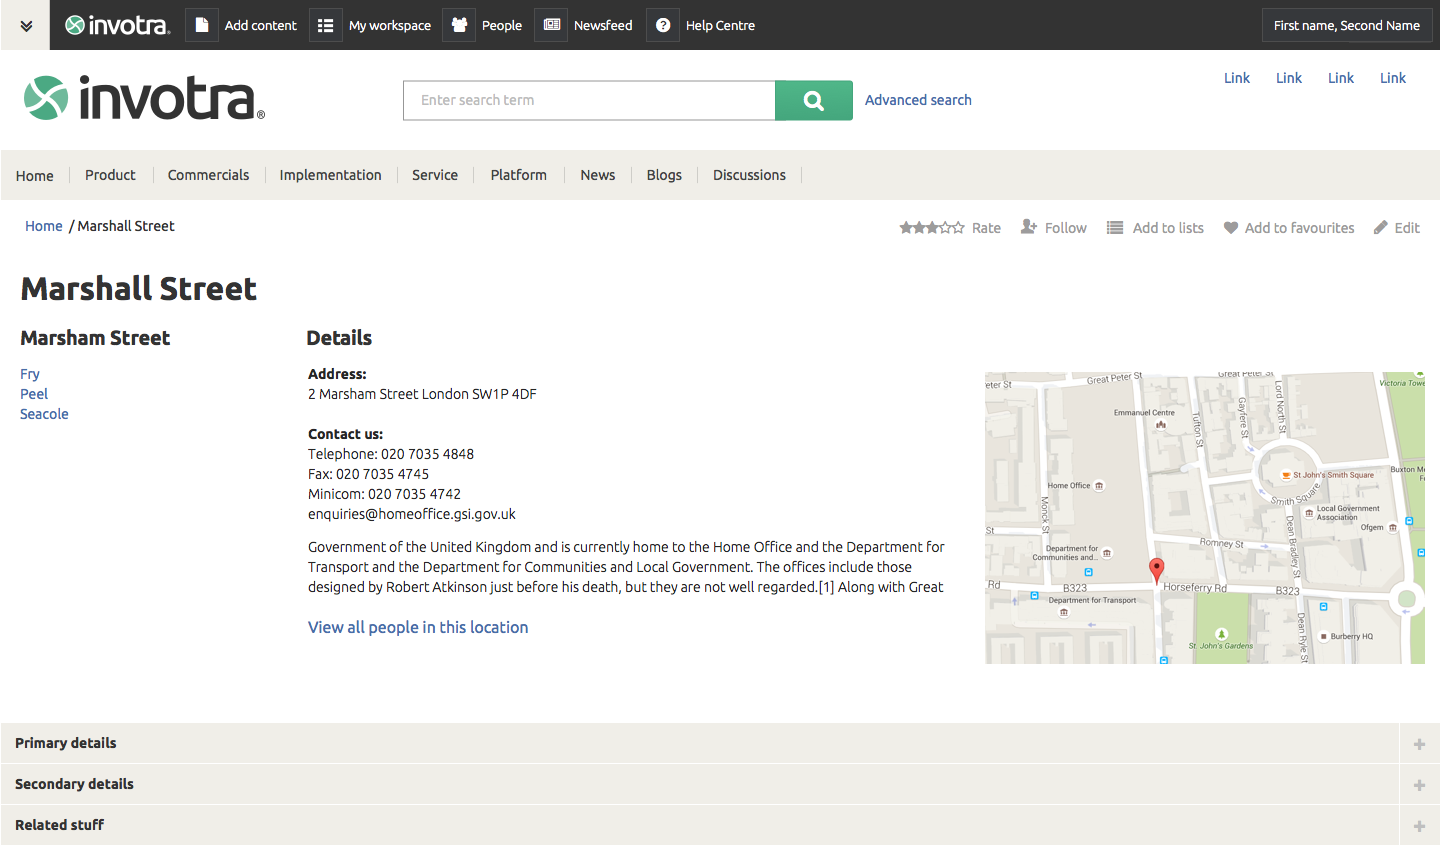 invotra®
Add content
My workspace
People
Newsfeed
Help Centre
First name, Second Name
invotra®
Enter search term
Advanced search
Link Link Link Link
Home Product Commercials Implementation Service Platform News Blogs Discussions
Home / Marshall Street
Rate Follow Add to lists Add to favourites Edit
Marshall Street
Marsham Street
Fry
Peel
Seacole
Details
Address:
2 Marsham Street London SW1P 4DF
Contact us:
Telephone: 020 7035 4848
Fax: 020 7035 4745
Minicom: 020 7035 4742
enquiries@homeoffice.gsi.gov.uk
Government of the United Kingdom and is currently home to the Home Office and the Department for
Transport and the Department for Communities and Local Government. The offices include those
designed by Robert Atkinson just before his death, but they are not well regarded.[1] Along with Great
View all people in this location
eter St
Great Peter St
Great Peter St
Victoria Towe
Emmanuel Centre
Tufton St
Gayfere St
Lord North St
Home Office
St John's Smith Square
Buxton Me
Smith Square
Monck St
Local Government
Association
Ofgem
St
Dean Bradley St
Romney St
Department for
Communities and...
Rd
B323
Horseferry Rd
B323
Department for Transport
Dean Ryle St
Burberry HQ
St. John's Gardens
Primary details
Secondary details
Related stuff